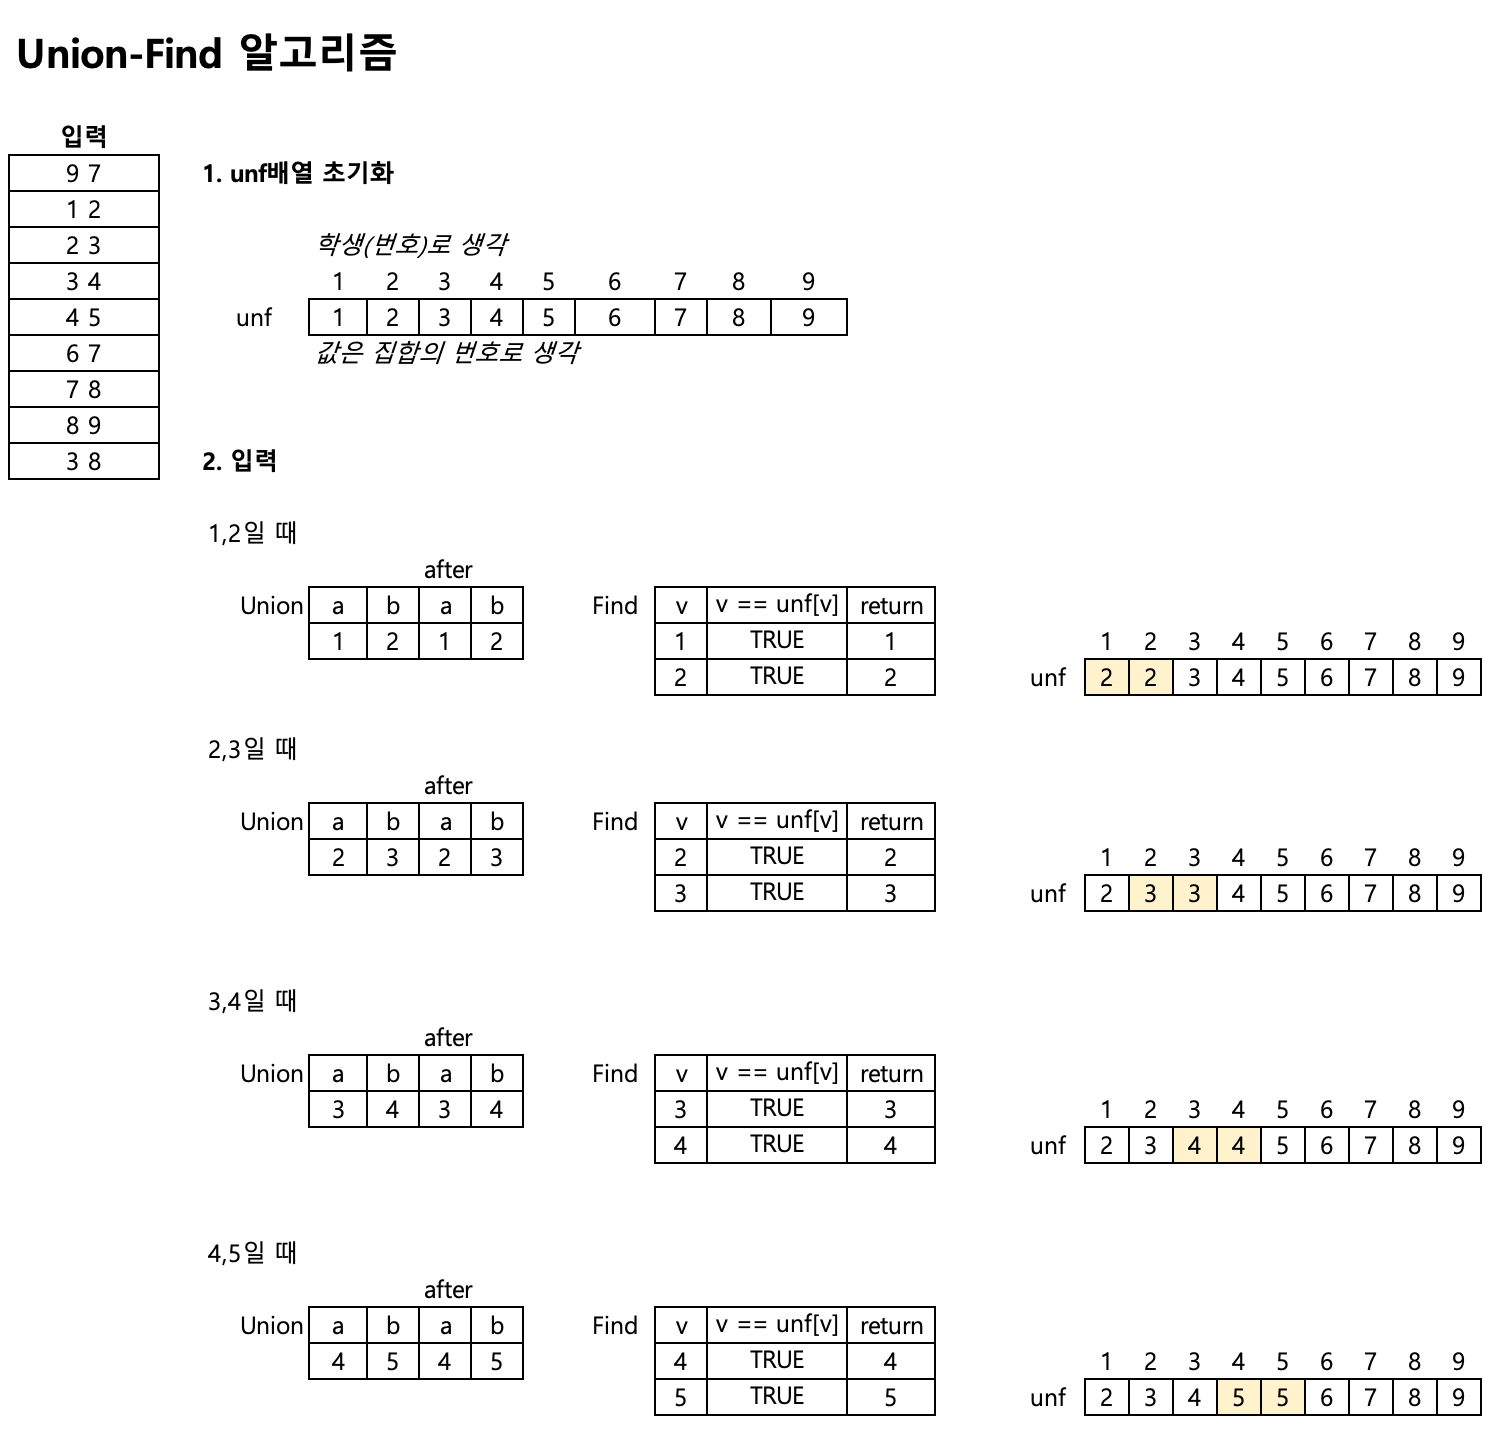 Union-Find 알고리즘
입력
9 7
1 2
2 3
3 4
4 5
6 7
7 8
8 9
3 8
1. unf배열 초기화
학생(번호)로 생각
1 2 3 4 5 6 7 8 9
unf 1 2 3 4 5 6 7 8 9
값은 집합의 번호로 생각
2. 입력
1,2일 때
after
Union a b a b
1 2 1 2
Find v v == unf[v] return
1 TRUE 1
2 TRUE 2
1 2 3 4 5 6 7 8 9
unf 2 2 3 4 5 6 7 8 9
2,3일 때
after
Union a b a b
2 3 2 3
Find v v == unf[v] return
2 TRUE 2
3 TRUE 3
1 2 3 4 5 6 7 8 9
unf 2 3 3 4 5 6 7 8 9
3,4일 때
after
Union a b a b
3 4 3 4
Find v v == unf[v] return
3 TRUE 3
4 TRUE 4
1 2 3 4 5 6 7 8 9
unf 2 3 4 4 5 6 7 8 9
4,5일 때
after
Union a b a b
4 5 4 5
Find v v == unf[v] return
4 TRUE 4
5 TRUE 5
1 2 3 4 5 6 7 8 9
unf 2 3 4 5 5 6 7 8 9